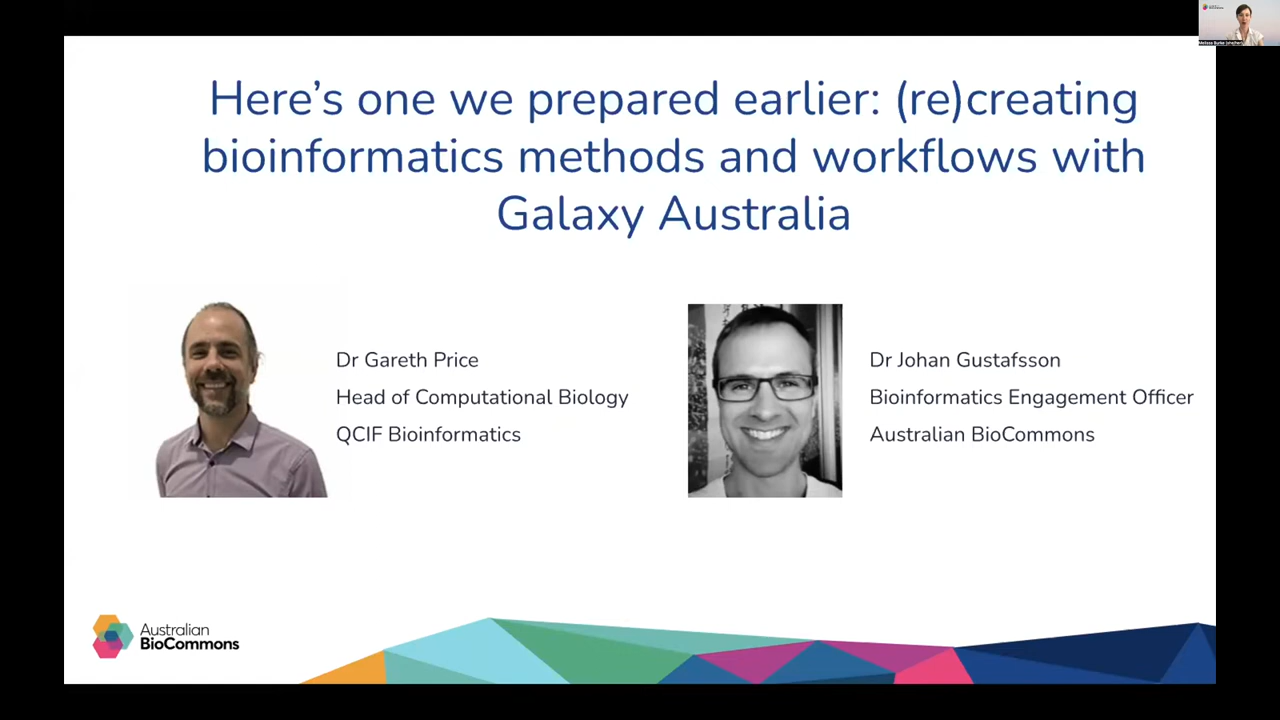 Here's one we prepared earlier: (re)creating
bioinformatics methods and workflows with
Galaxy Australia
Dr Gareth Price
Head of Computational Biology
QCIF Bioinformatics
Dr Johan Gustafsson
Bioinformatics Engagement Officer
Australian BioCommons
Australian
BioCommons